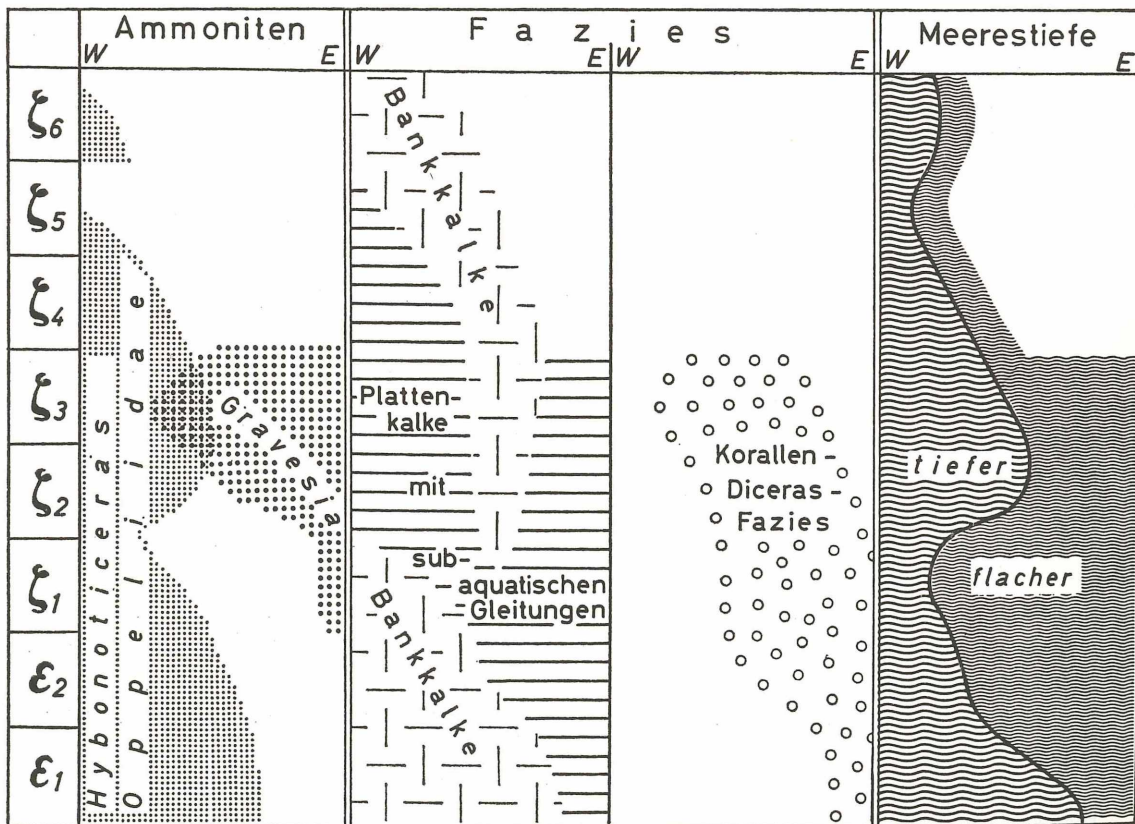 Ammoniten
W E
Fazies
W E W E
Meerestiefe
W E
ζ6
ζ5
ζ4
ζ3
ζ2
ζ1
ε2
ε1
Hybonoticeras
Oppeliidae
Gravesia
Bankkalke
Platten-
kalke
mit
sub-
aquatischen
Gleitungen
Bankkalke
Korallen-
Diceras-
Fazies
tiefer
flacher